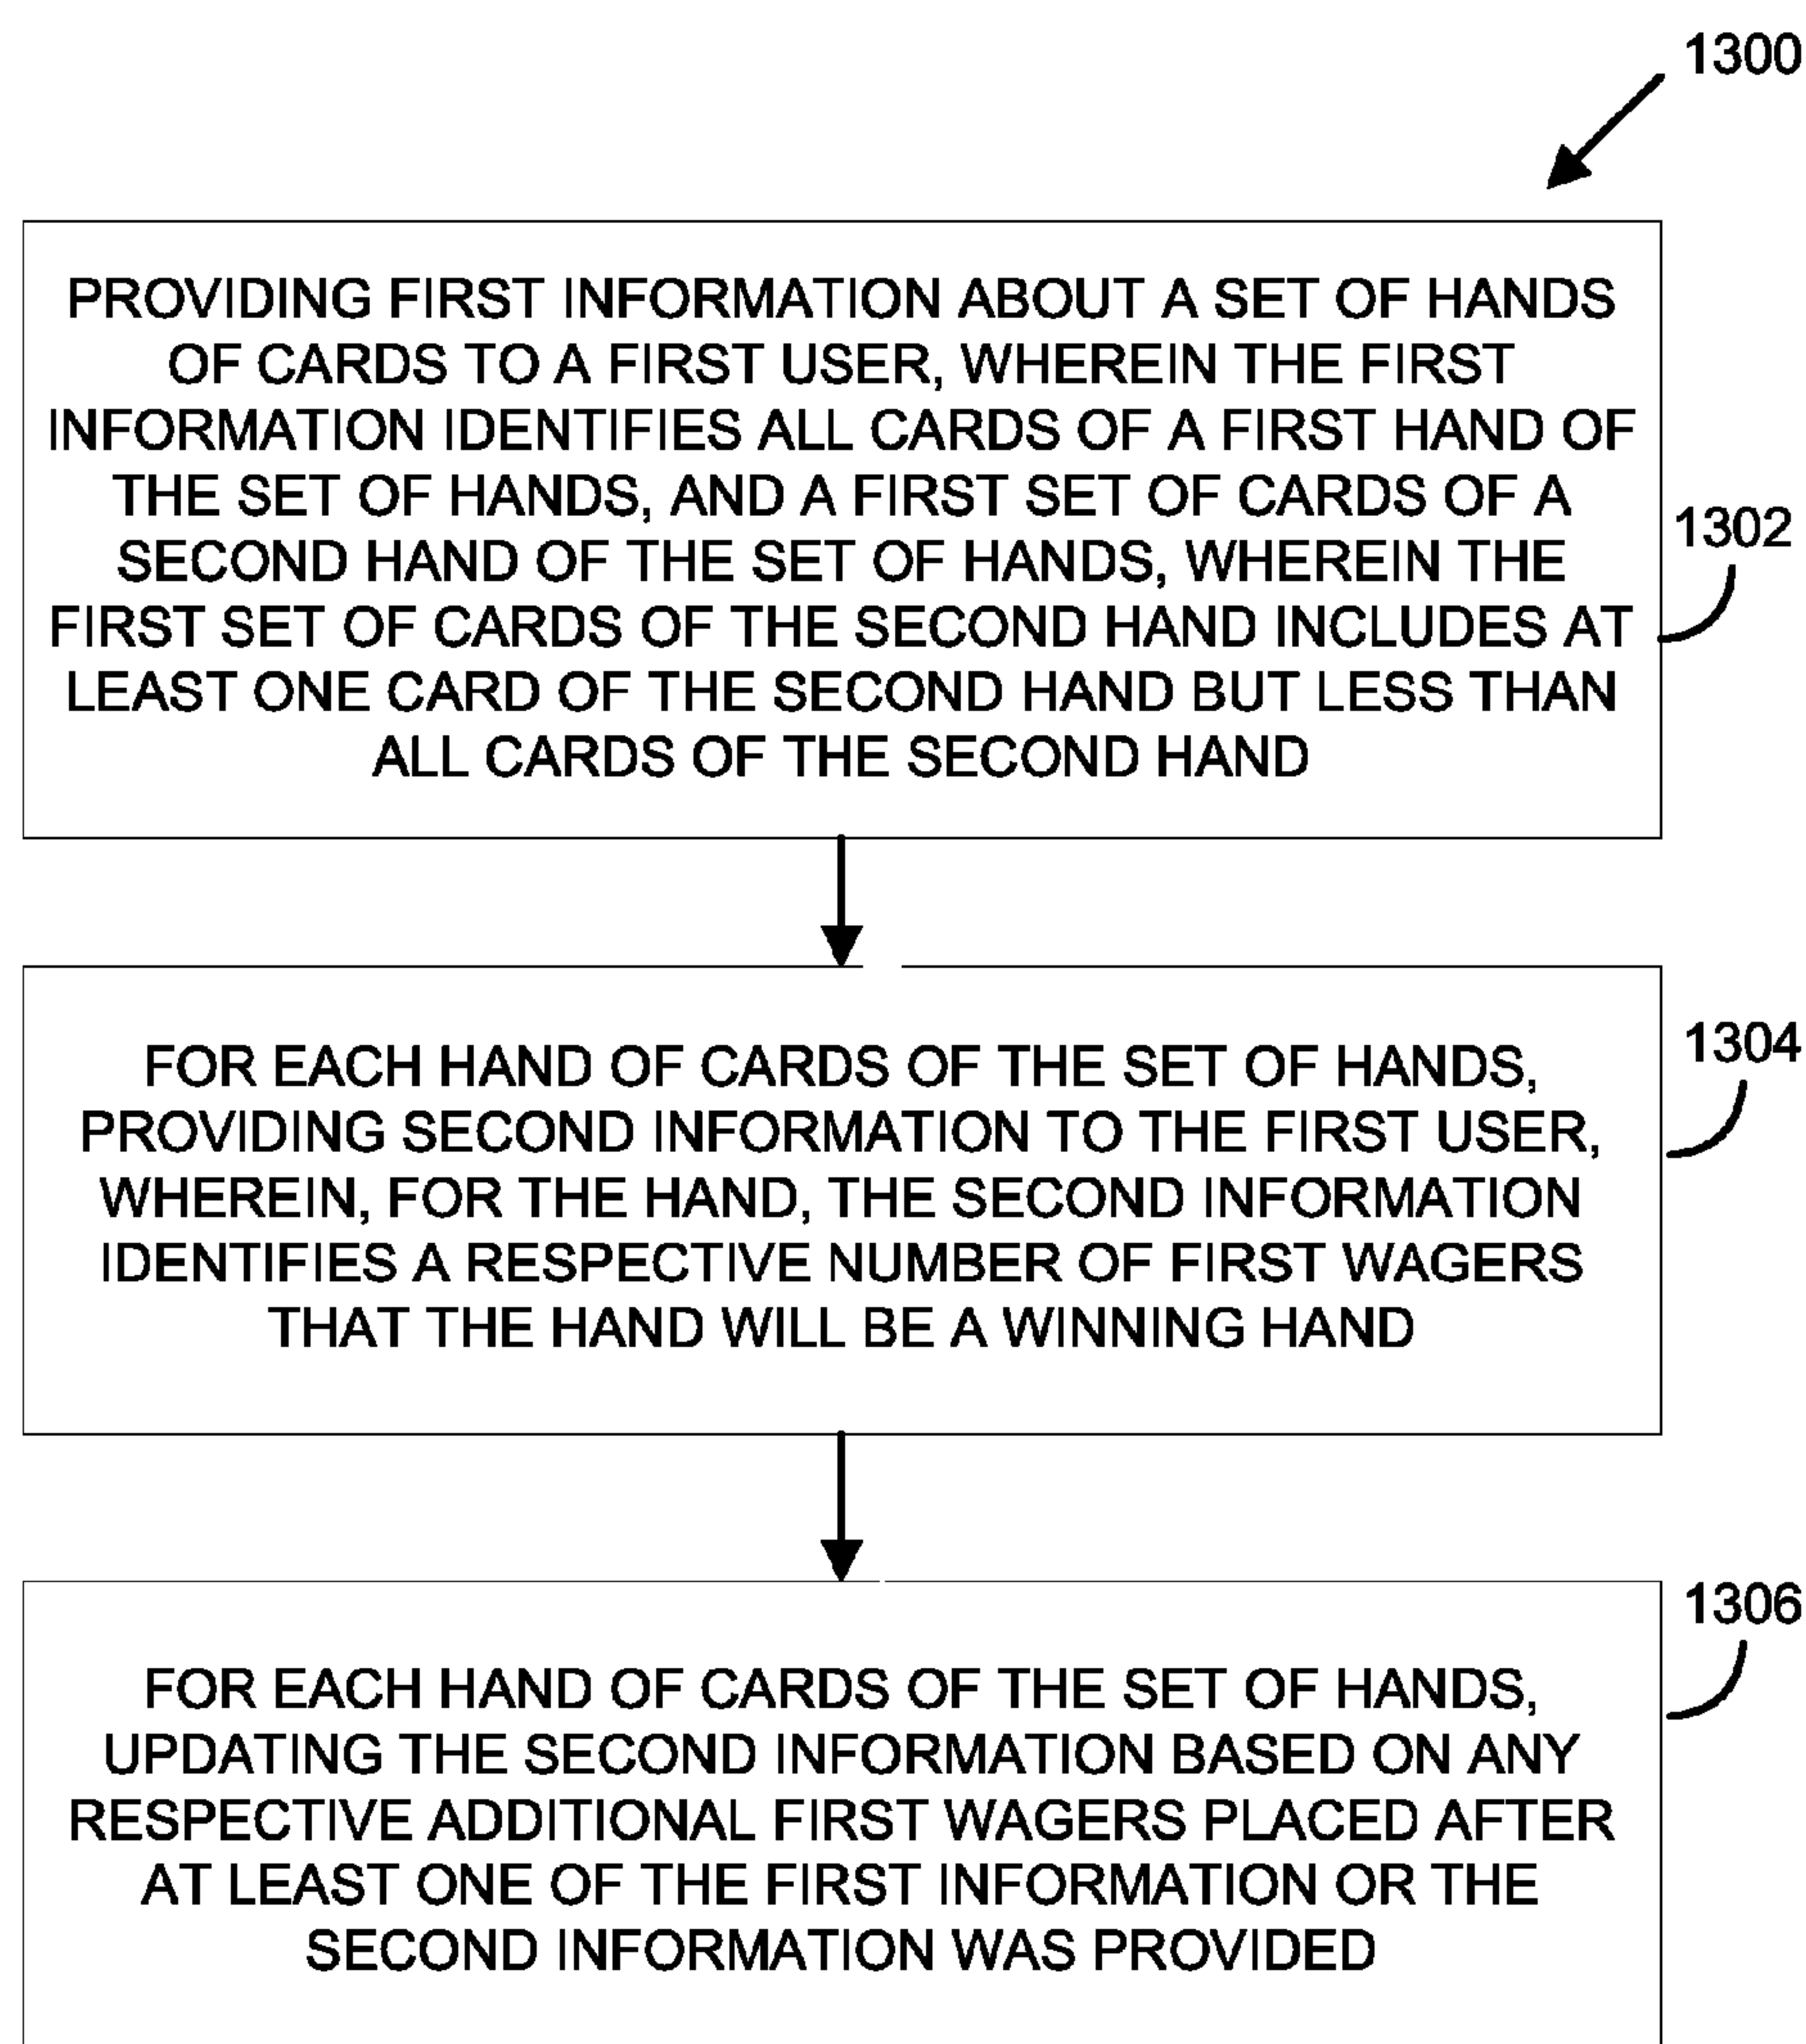 1300
PROVIDING FIRST INFORMATION ABOUT A SET OF HANDS
OF CARDS TO A FIRST USER, WHEREIN THE FIRST
INFORMATION IDENTIFIES ALL CARDS OF A FIRST HAND OF
THE SET OF HANDS, AND A FIRST SET OF CARDS OF A
SECOND HAND OF THE SET OF HANDS, WHEREIN THE
FIRST SET OF CARDS OF THE SECOND HAND INCLUDES AT
LEAST ONE CARD OF THE SECOND HAND BUT LESS THAN
ALL CARDS OF THE SECOND HAND
1302
FOR EACH HAND OF CARDS OF THE SET OF HANDS,
PROVIDING SECOND INFORMATION TO THE FIRST USER,
WHEREIN, FOR THE HAND, THE SECOND INFORMATION
IDENTIFIES A RESPECTIVE NUMBER OF FIRST WAGERS
THAT THE HAND WILL BE A WINNING HAND
1304
FOR EACH HAND OF CARDS OF THE SET OF HANDS,
UPDATING THE SECOND INFORMATION BASED ON ANY
RESPECTIVE ADDITIONAL FIRST WAGERS PLACED AFTER
AT LEAST ONE OF THE FIRST INFORMATION OR THE
SECOND INFORMATION WAS PROVIDED
1306